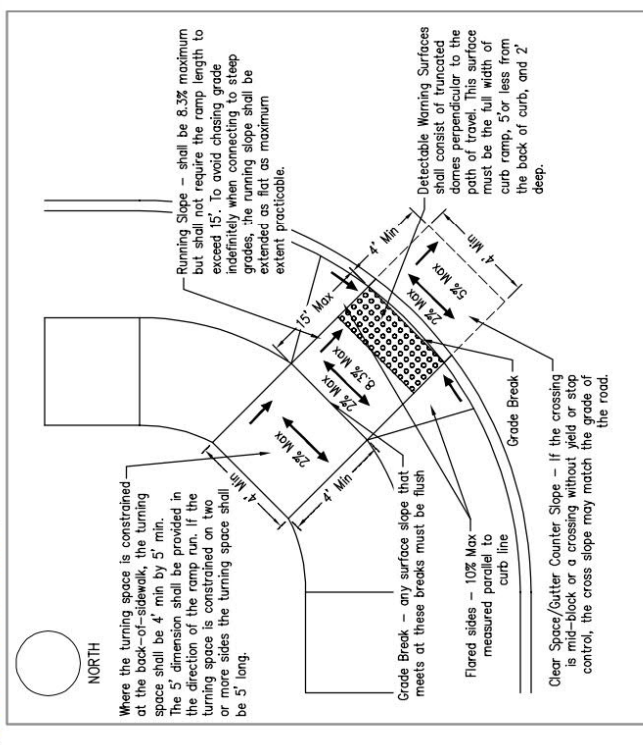 NORTH
Where the turning space is constrained
at the back-of-sidewalk, the turning
space shall be 4' min by 5' min.
The 5' dimension shall be provided in
the direction of the ramp run. If the
turning space is constrained on two
or more sides the turning space shall
be 5' long.
Running Slope - shall be 8.3% maximum
but shall not require the ramp length to
exceed 15'. To avoid chasing grade
indefinitely when connecting to steep
grades, the running slope shall be
extended as flat as maximum
extent practicable.
4' Min
4' Min
2% Max
15' Max
2% Max
8.3% Max
4' Min
4' Min
2% Max
5% Max
Detectable Warning Surfaces
shall consist of truncated
domes perpendicular to the
path of travel. This surface
must be the full width of
curb ramp, 5'or less from
the back of curb, and 2'
deep.
Grade Break - any surface slope that
meets at these breaks must be flush
Flared sides - 10% Max
measured parallel to
curb line
Grade Break
Clear Space/Gutter Counter Slope - If the crossing
is mid-block or a crossing without yield or stop
control, the cross slope may match the grade of
the road.